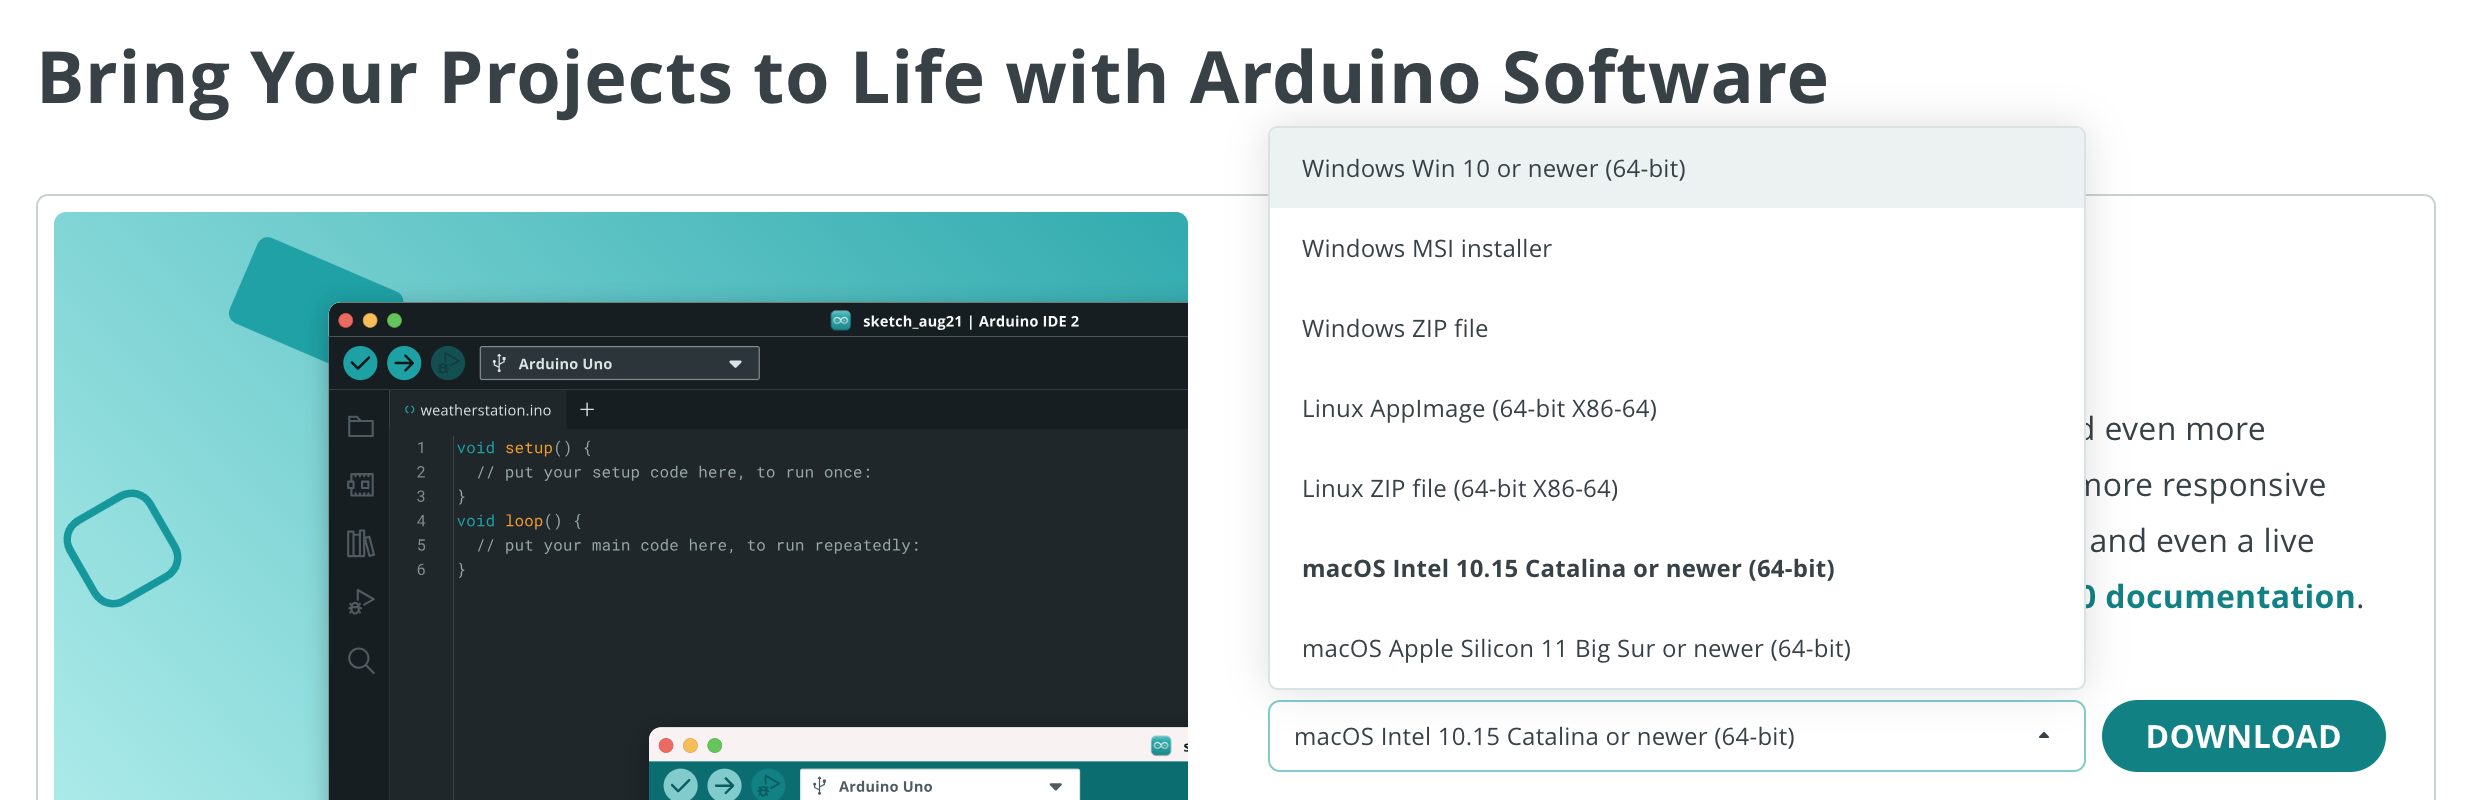 Bring Your Projects to Life with Arduino Software
sketch_aug21 | Arduino IDE 2
Arduino Uno
weatherstation.ino
1 void setup() {
2 // put your setup code here, to run once:
3 }
4 void loop() {
5 // put your main code here, to run repeatedly:
6 }
Arduino Uno
Windows Win 10 or newer (64-bit)
Windows MSI installer
Windows ZIP file
Linux AppImage (64-bit X86-64)
Linux ZIP file (64-bit X86-64)
macOS Intel 10.15 Catalina or newer (64-bit)
macOS Apple Silicon 11 Big Sur or newer (64-bit)
even more
more responsive
and even a live
0 documentation.
macOS Intel 10.15 Catalina or newer (64-bit)
DOWNLOAD